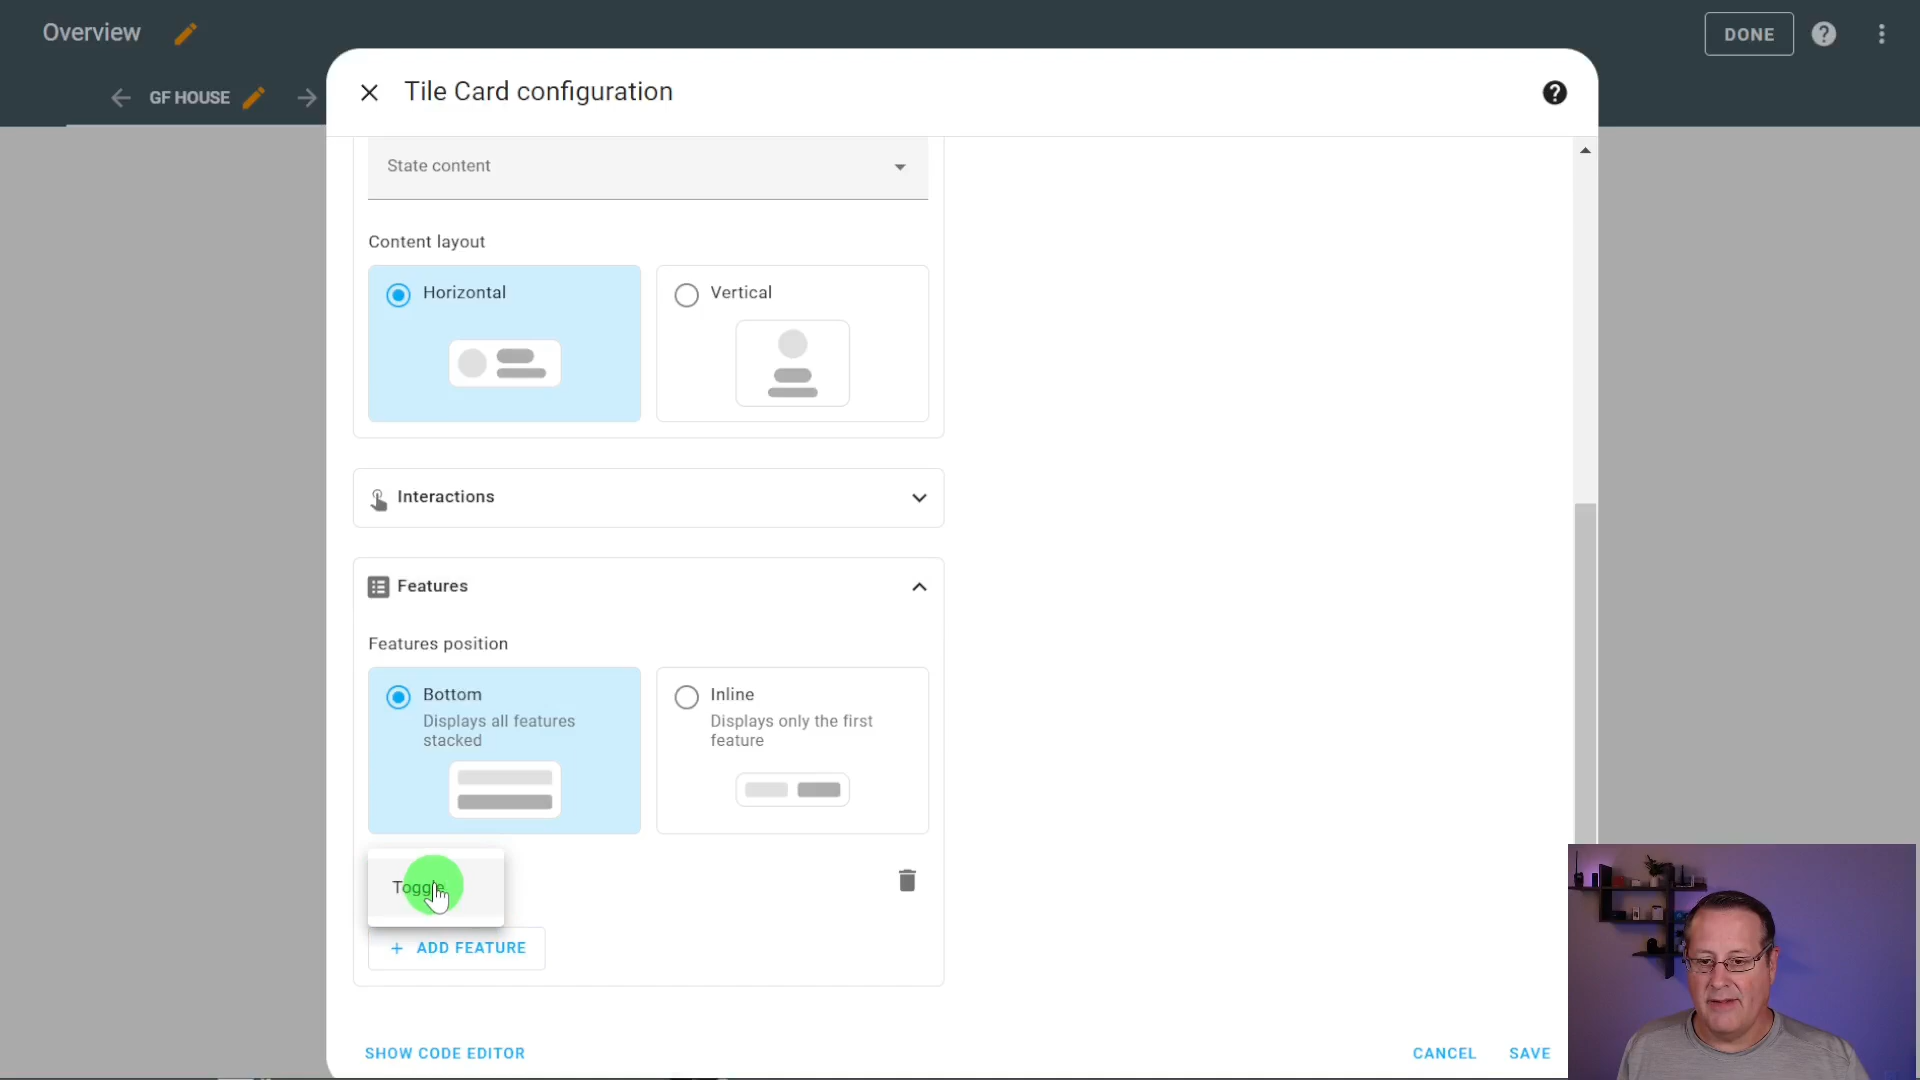 Overview
DONE
GF HOUSE
Tile Card configuration
State content
Content layout
Horizontal
Vertical
Interactions
Features
Features position
Bottom
Displays all features
stacked
Inline
Displays only the first
feature
Toggle
+ ADD FEATURE
SHOW CODE EDITOR
CANCEL
SAVE